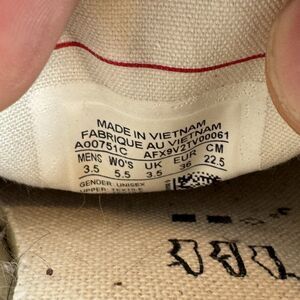 MADE IN VIETNAM
FABRIQUE AU VIETNAM
A00751C AFX9V2TV00061
MENS WO'S UK EUR CM
3.5 5.5 3.5 36 22.5
GENDER: UNISEX
UPPER: TEXTILE